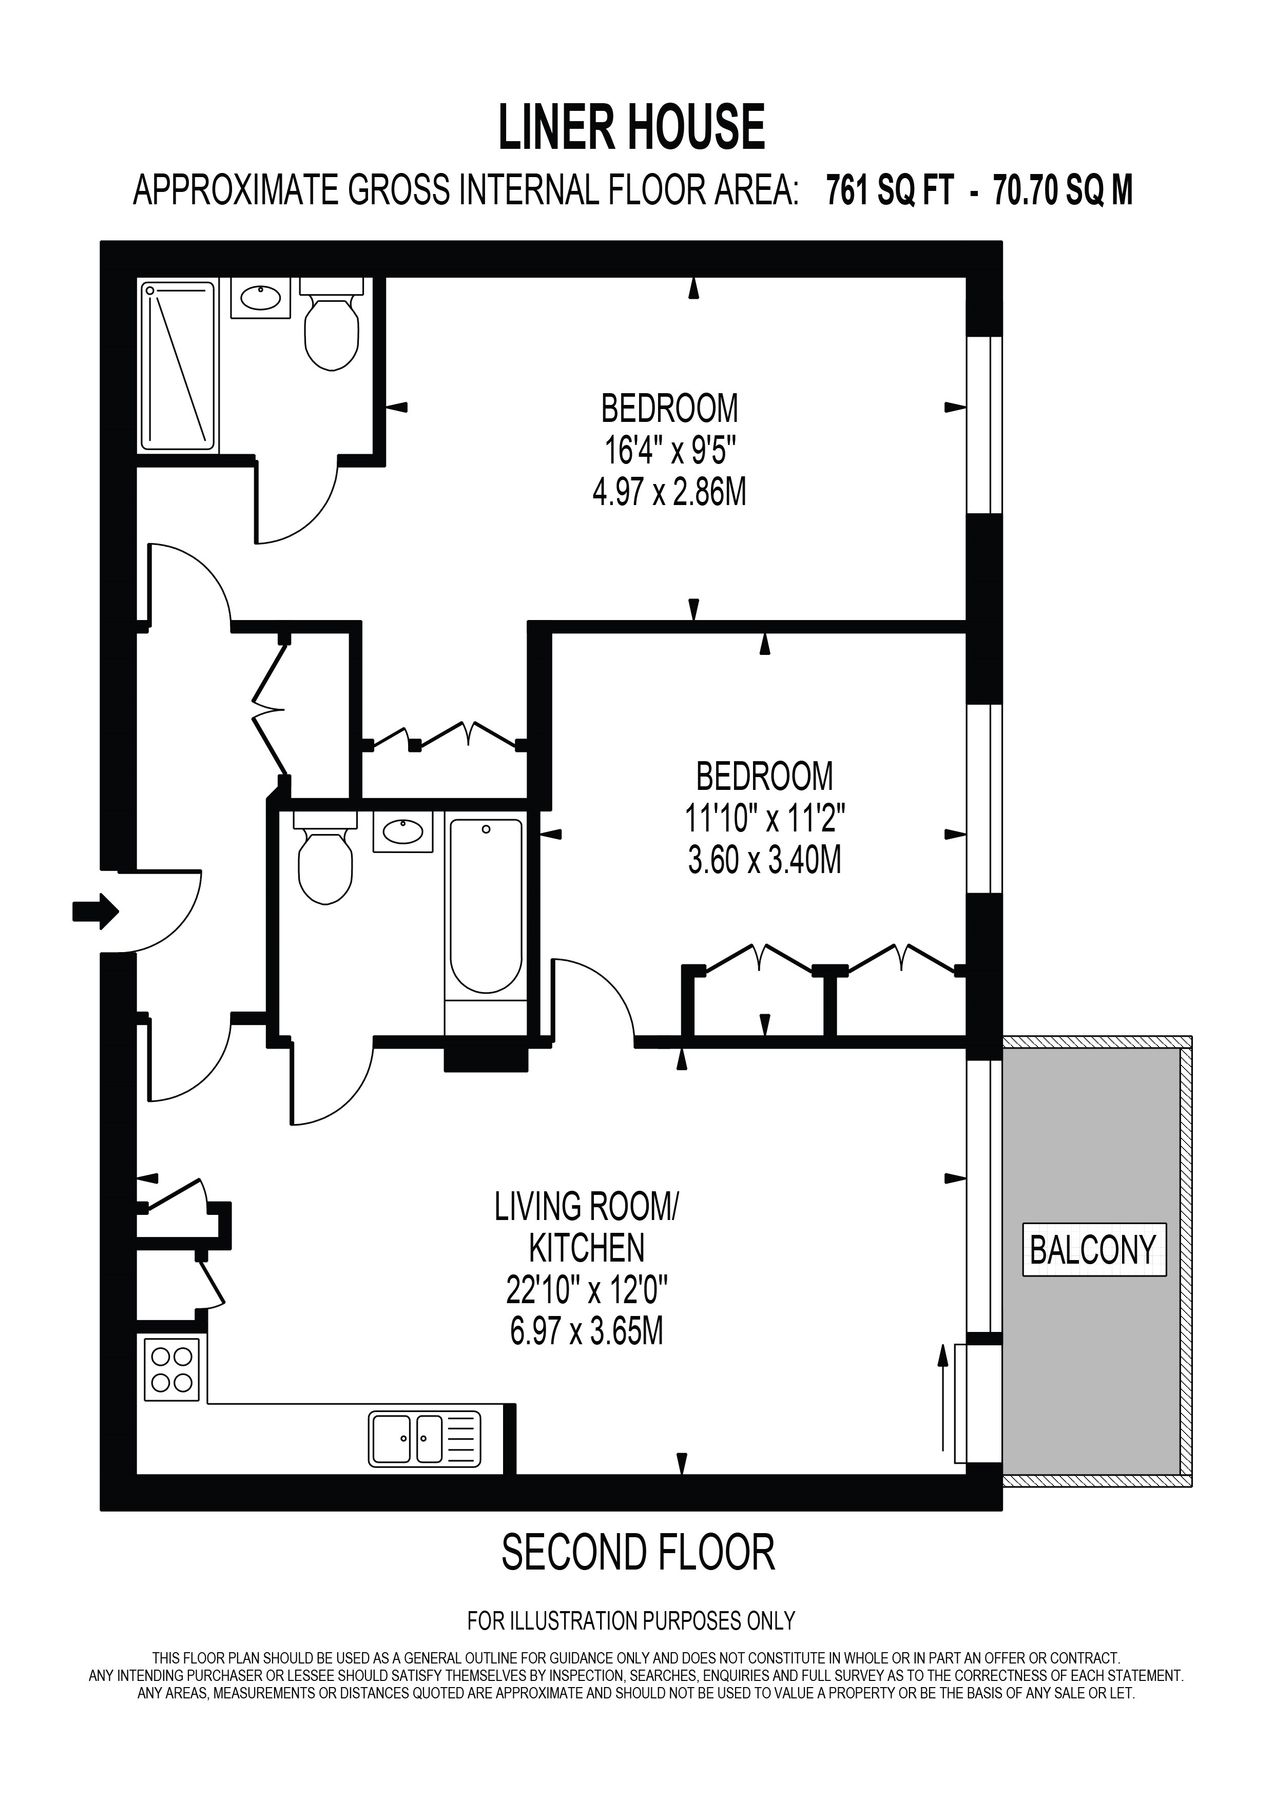 LINER HOUSE
APPROXIMATE GROSS INTERNAL FLOOR AREA: 761 SQ FT - 70.70 SQ M
BEDROOM
16'4" x 9'5"
4.97 x 2.86M
BEDROOM
11'10" x 11'2"
3.60 x 3.40M
LIVING ROOM/
KITCHEN
22'10" x 12'0"
6.97 x 3.65M
BALCONY
SECOND FLOOR
FOR ILLUSTRATION PURPOSES ONLY
THIS FLOOR PLAN SHOULD BE USED AS A GENERAL OUTLINE FOR GUIDANCE ONLY AND DOES NOT CONSTITUTE IN WHOLE OR IN PART AN OFFER OR CONTRACT.
ANY INTENDING PURCHASER OR LESSEE SHOULD SATISFY THEMSELVES BY INSPECTION, SEARCHES, ENQUIRIES AND FULL SURVEY AS TO THE CORRECTNESS OF EACH STATEMENT.
ANY AREAS, MEASUREMENTS OR DISTANCES QUOTED ARE APPROXIMATE AND SHOULD NOT BE USED TO VALUE A PROPERTY OR BE THE BASIS OF ANY SALE OR LET.